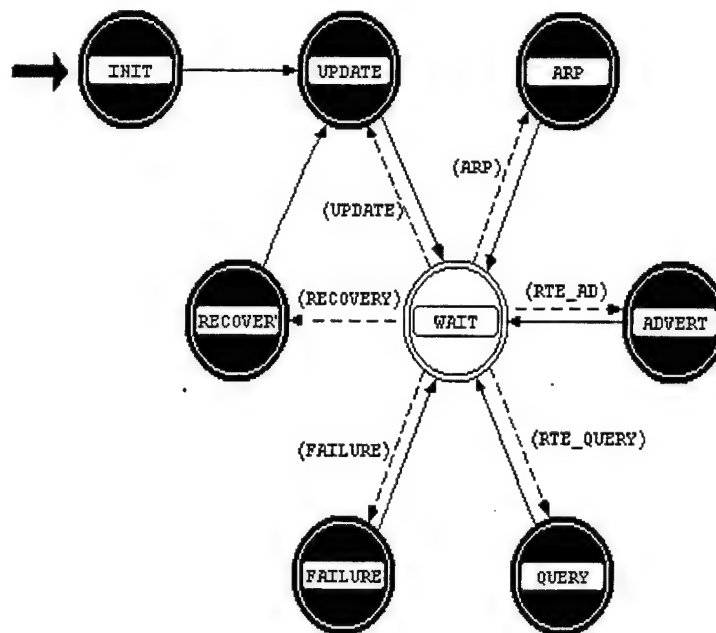 INIT
UPDATE
ARP
(ARP)
(UPDATE)
(RECOVERY)
(RTE_AD)
RECOVER
WAIT
ADVERT
(FAILURE)
(RTE_QUERY)
FAILURE
QUERY